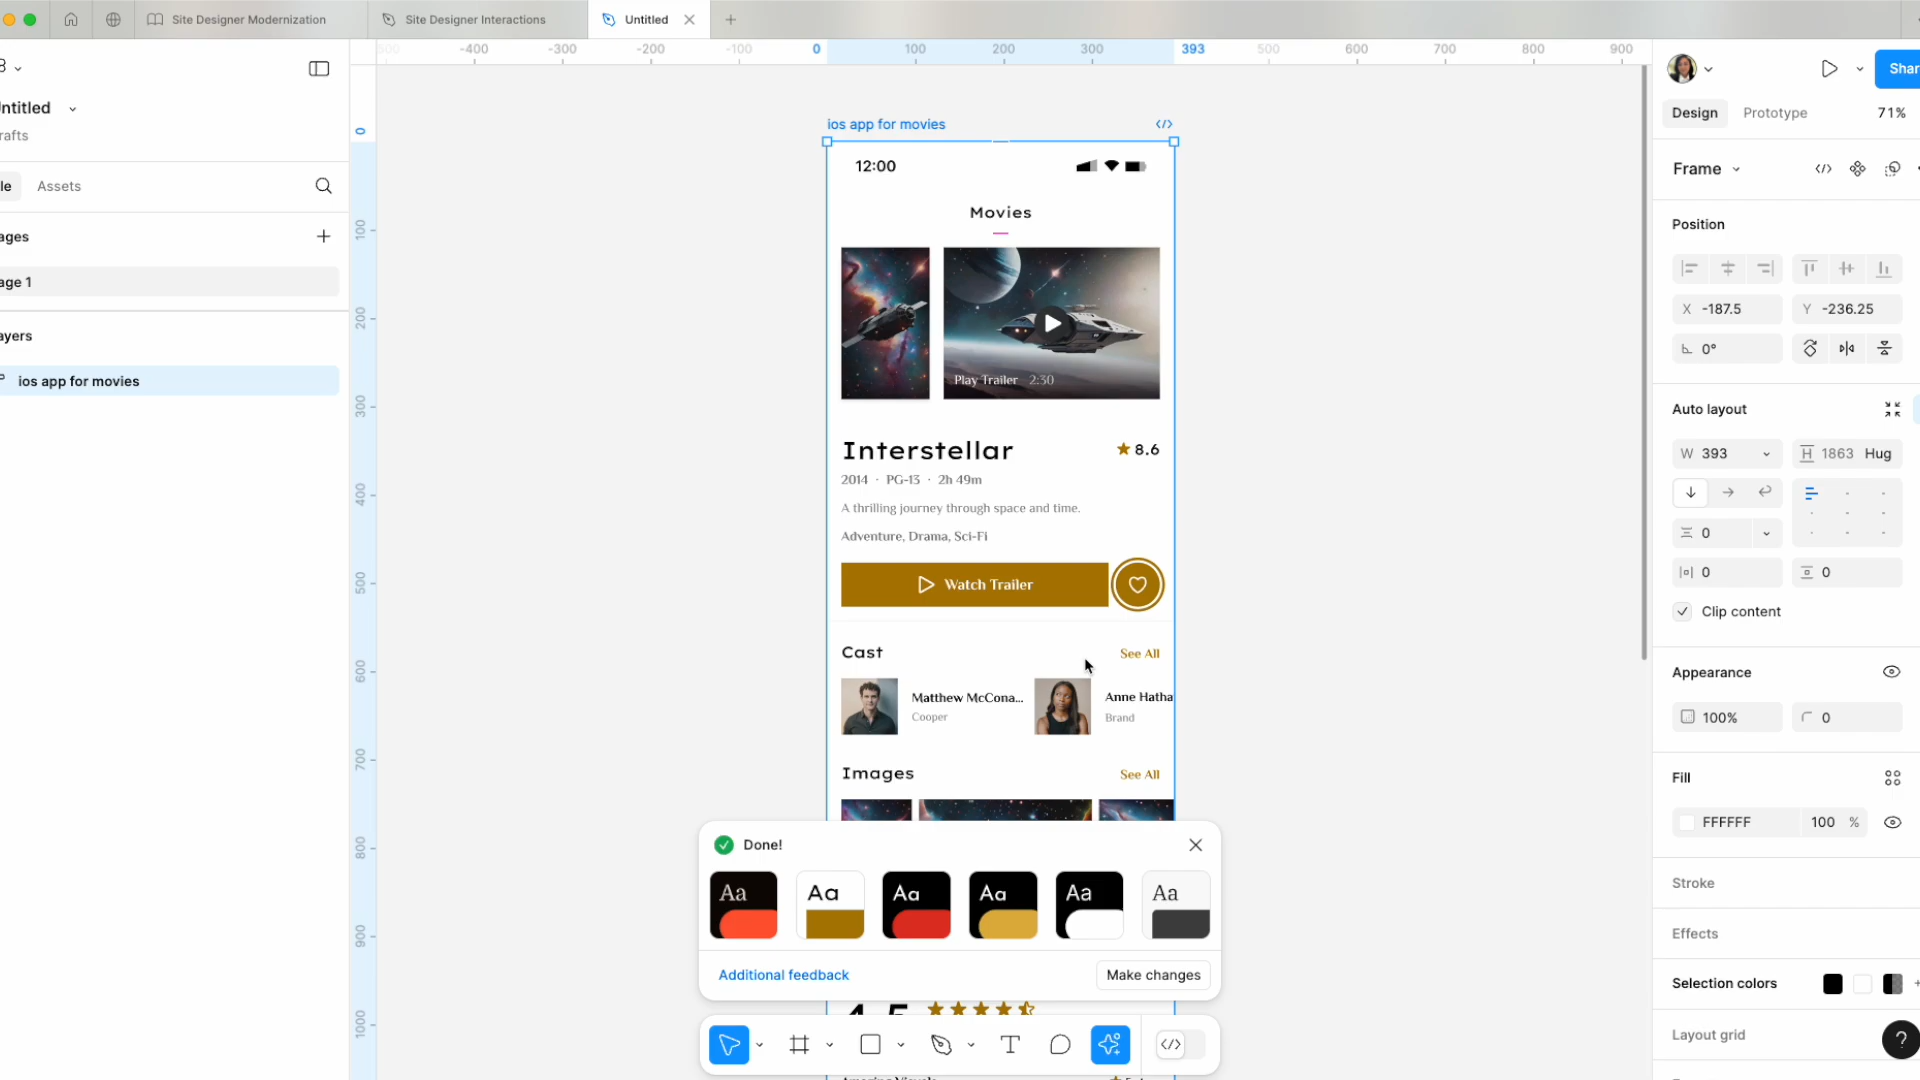 Site Designer Modernization
Site Designer Interactions
Untitled
-400
-300
-200
-100
0
100
200
300
393
500
600
700
800
900
Shar
Design
Prototype
71%
ntitled
rafts
le
Assets
ages
age 1
ayers
ios app for movies
0
100
200
300
400
500
600
700
800
900
1000
ios app for movies
12:00
Movies
Play Trailer 2:30
Interstellar
8.6
2014 · PG-13 · 2h 49m
A thrilling journey through space and time.
Adventure, Drama, Sci-Fi
Watch Trailer
Cast
See All
Matthew McCona...
Cooper
Anne Hatha
Brand
Images
See All
Done!
Aa
Aa
Aa
Aa
Aa
Aa
Additional feedback
Make changes
Frame
Position
X -187.5
Y -236.25
0°
Auto layout
W 393
H 1863 Hug
0
0
0
Clip content
Appearance
100%
0
Fill
FFFFFF 100 %
Stroke
Effects
Selection colors
Layout grid
?